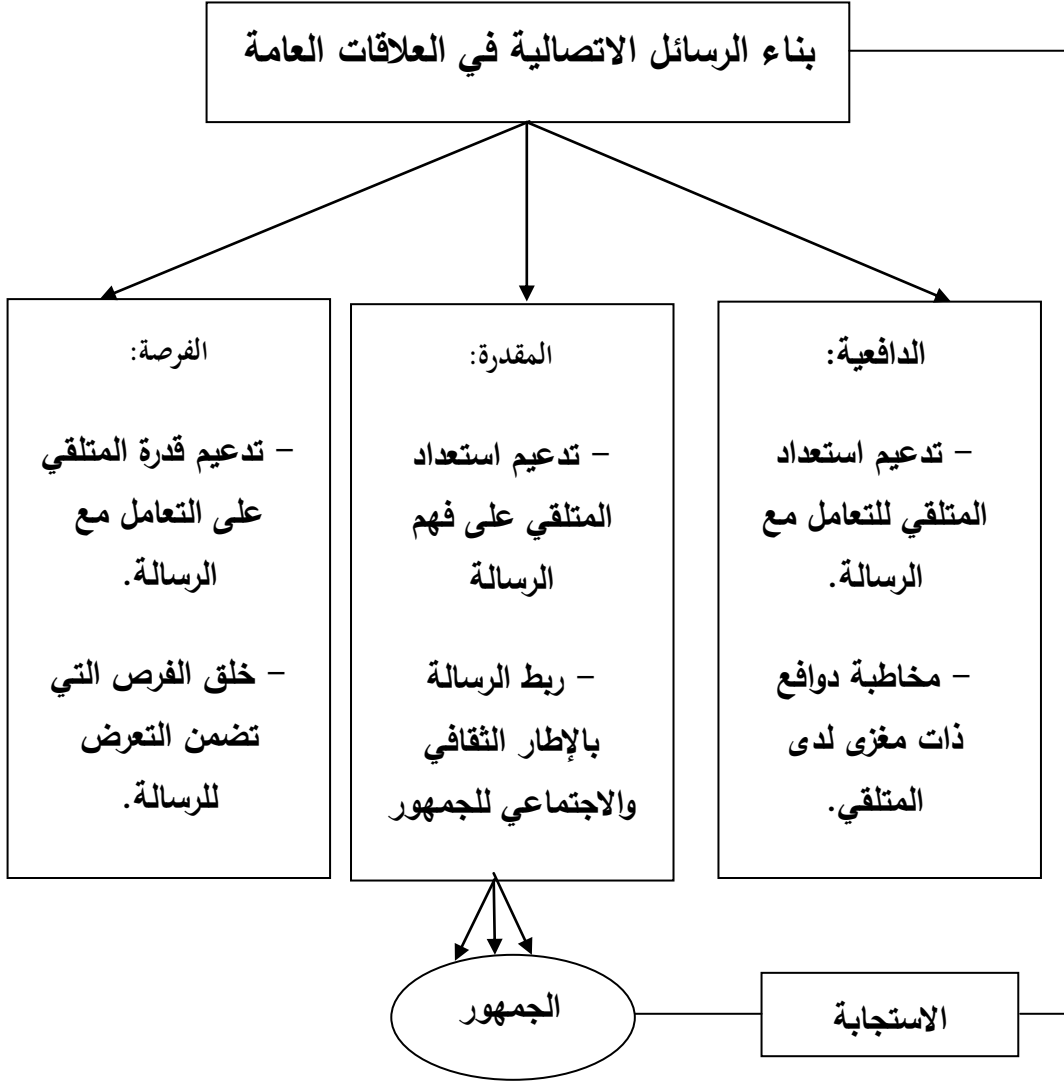 بناء الرسائل الاتصالية في العلاقات العامة
الدافعية:
– تدعيم استعداد
المتلقي للتعامل مع
الرسالة.
– مخاطبة دوافع
ذات مغزى لدى
المتلقي.
المقدرة:
– تدعيم استعداد
المتلقي على فهم
الرسالة
– ربط الرسالة
بالإطار الثقافي
والاجتماعي للجمهور
الفرصة:
– تدعيم قدرة المتلقي
على التعامل مع
الرسالة.
– خلق الفرص التي
تضمن التعرض
للرسالة.
الجمهور
الاستجابة